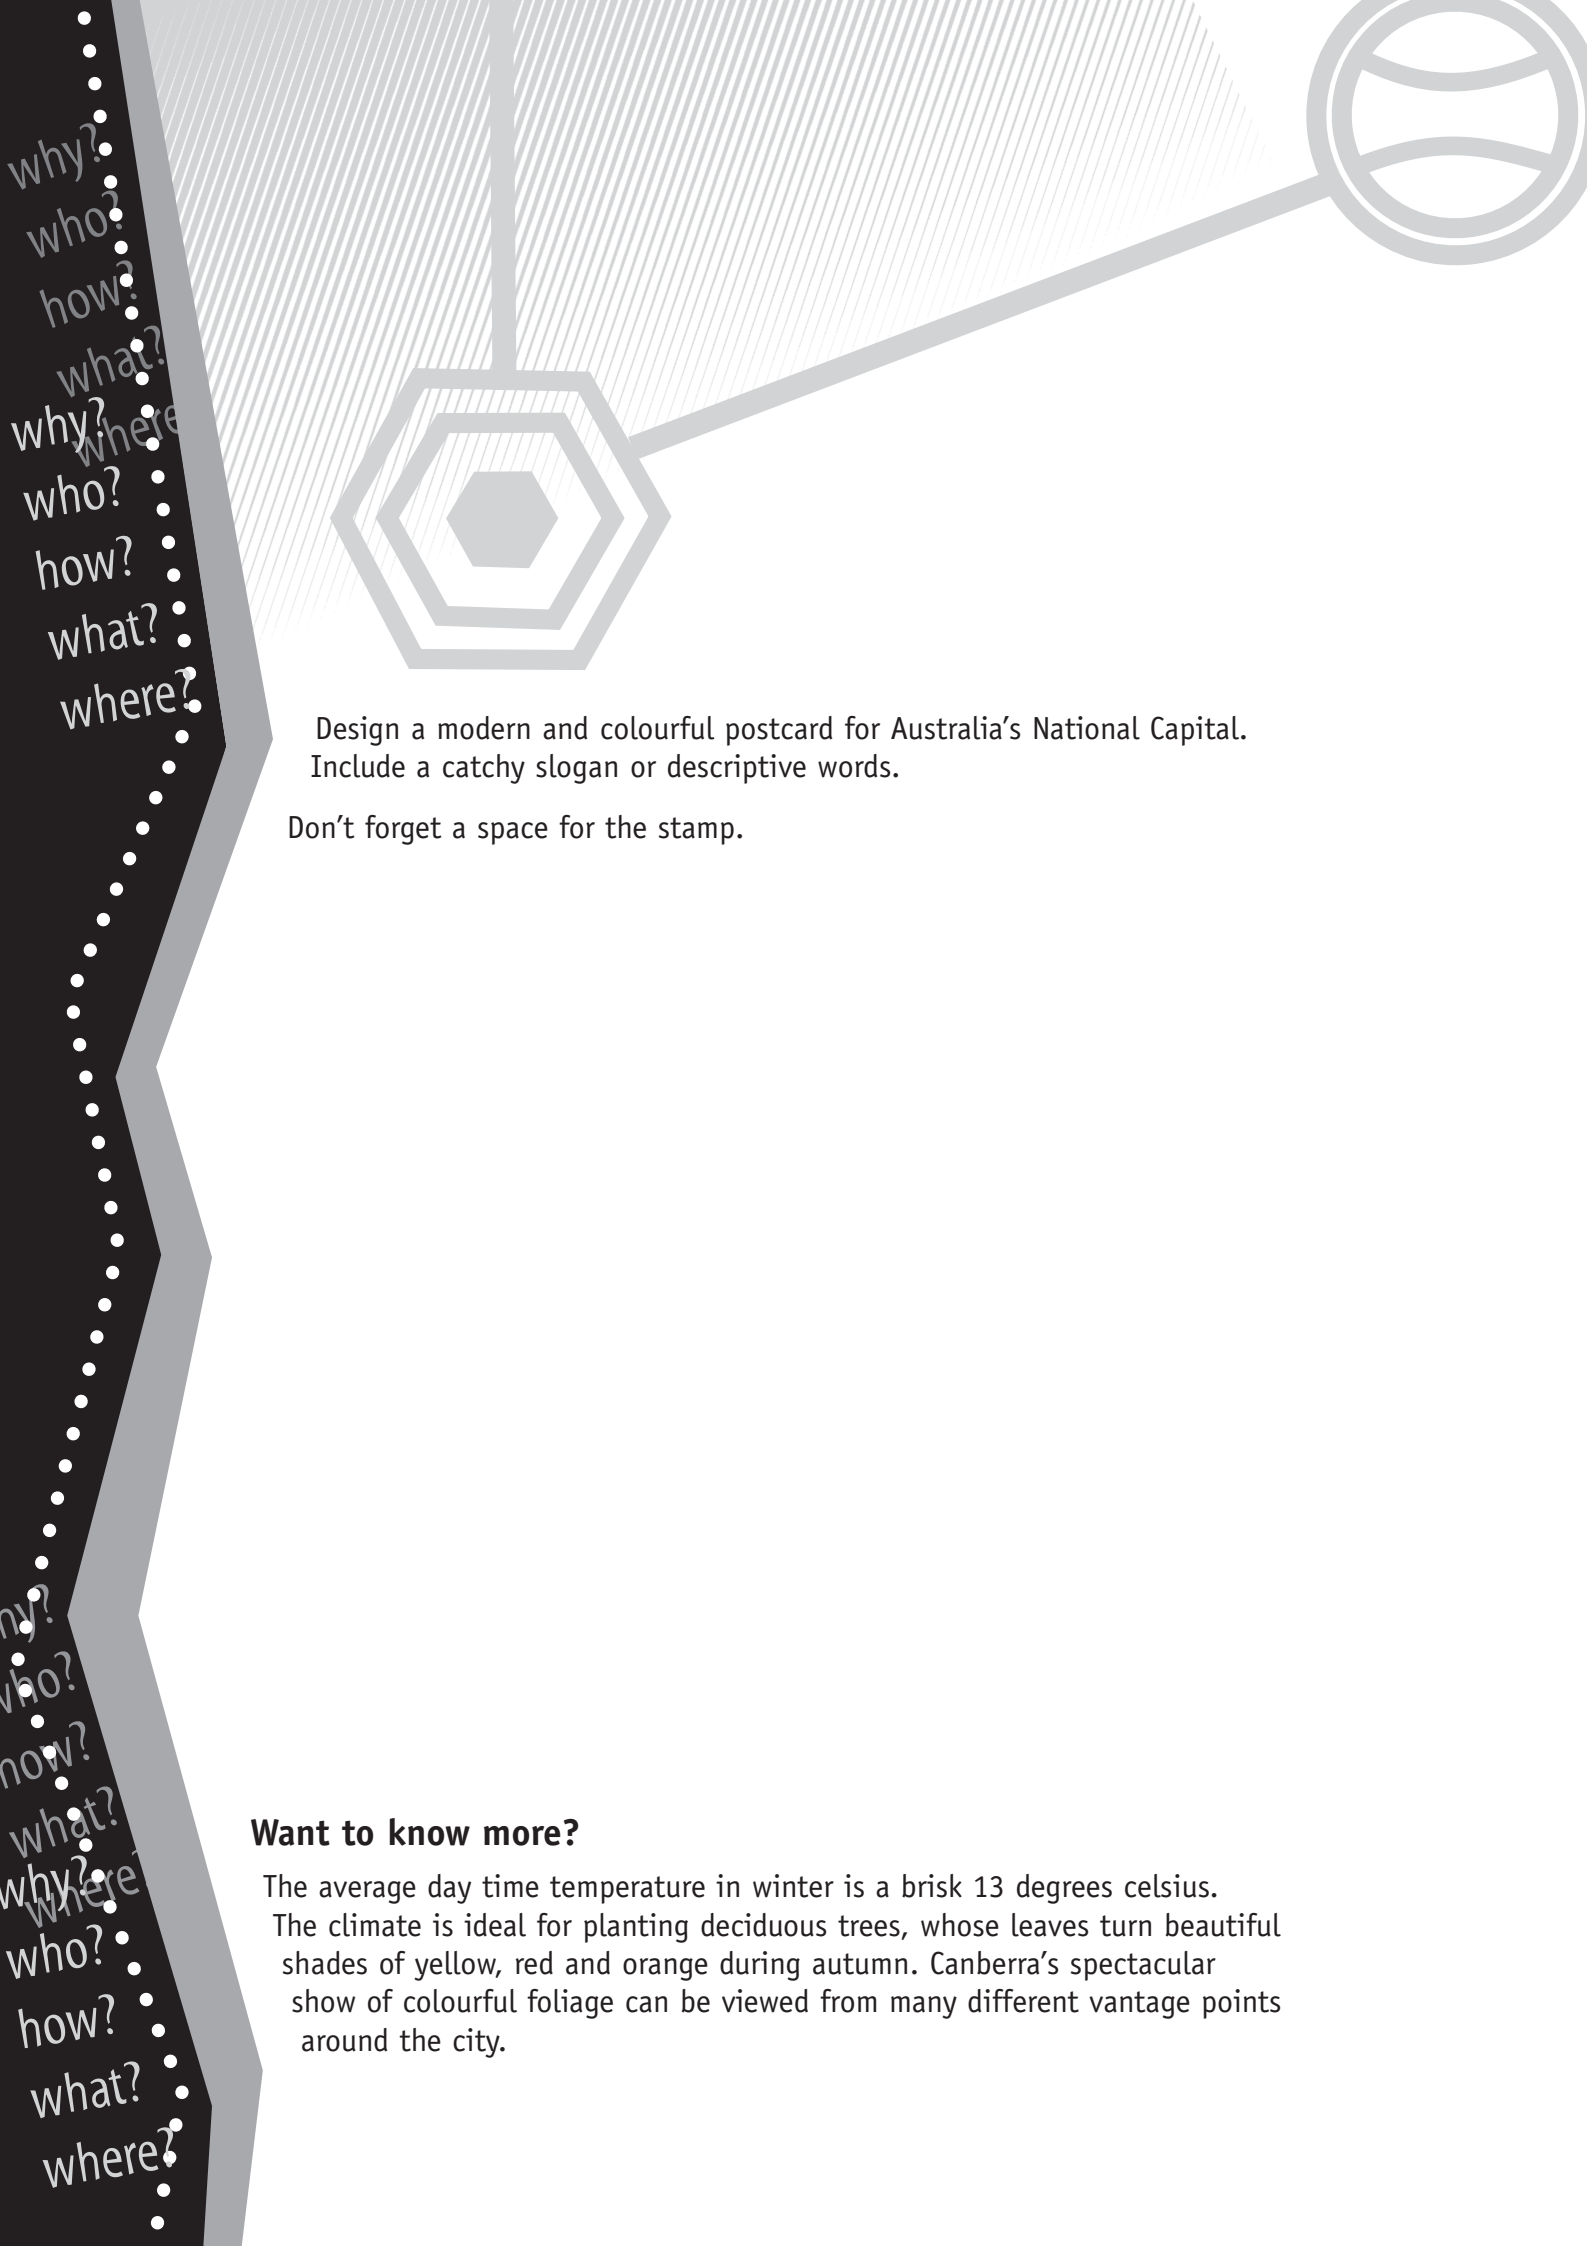 why?
who?
how?
what?
where
why?
who?
how?
what?
where?
Design a modern and colourful postcard for Australia's National Capital.
Include a catchy slogan or descriptive words.
Don't forget a space for the stamp.
hy?
who?
how?
what?
where?
why?
who?
how?
what?
where?
Want to know more?
The average day time temperature in winter is a brisk 13 degrees celsius.
The climate is ideal for planting deciduous trees, whose leaves turn beautiful
shades of yellow, red and orange during autumn. Canberra's spectacular
show of colourful foliage can be viewed from many different vantage points
around the city.